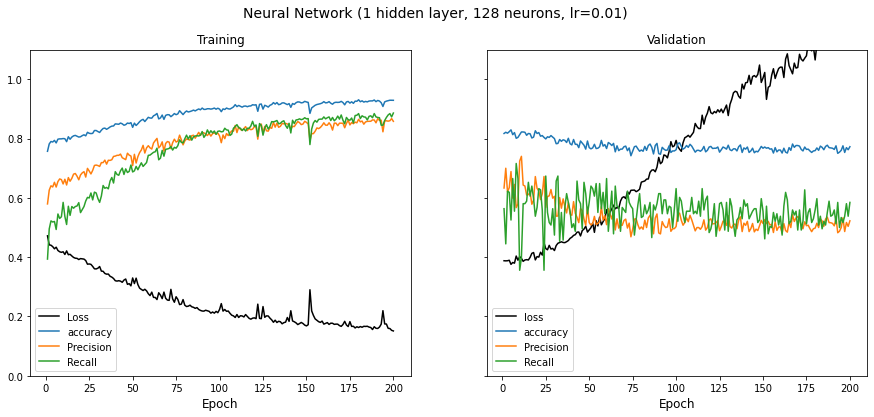 Neural Network (1 hidden layer, 128 neurons, lr=0.01)
Training
1.0
0.8
0.6
0.4
0.2
0.0
Loss
accuracy
Precision
Recall
0
25
50
75
100
125
150
175
200
Epoch
Validation
loss
accuracy
Precision
Recall
0
25
50
75
100
125
150
175
200
Epoch